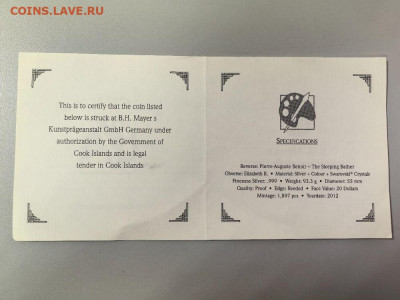 COINS.LAVE.RU
This is to certify that the coin listed
below is struck at B.H. Mayer's
Kunstprägeanstalt GmbH Germany under
authorization by the Government of
Cook Islands and is legal
tender in Cook Islands
SPECIFICATIONS
Reverse: Pierre-Auguste Renoir – The Sleeping Bather
Obverse: Elizabeth II. • Material: Silver + Colour + Swarovski® Crystals
Fineness Silver: .999 • Weight: 93,3 g • Diameter: 55 mm
Quality: Proof • Edge: Reeded • Face Value: 20 Dollars
Mintage: 1,897 pcs • Yeardate: 2012